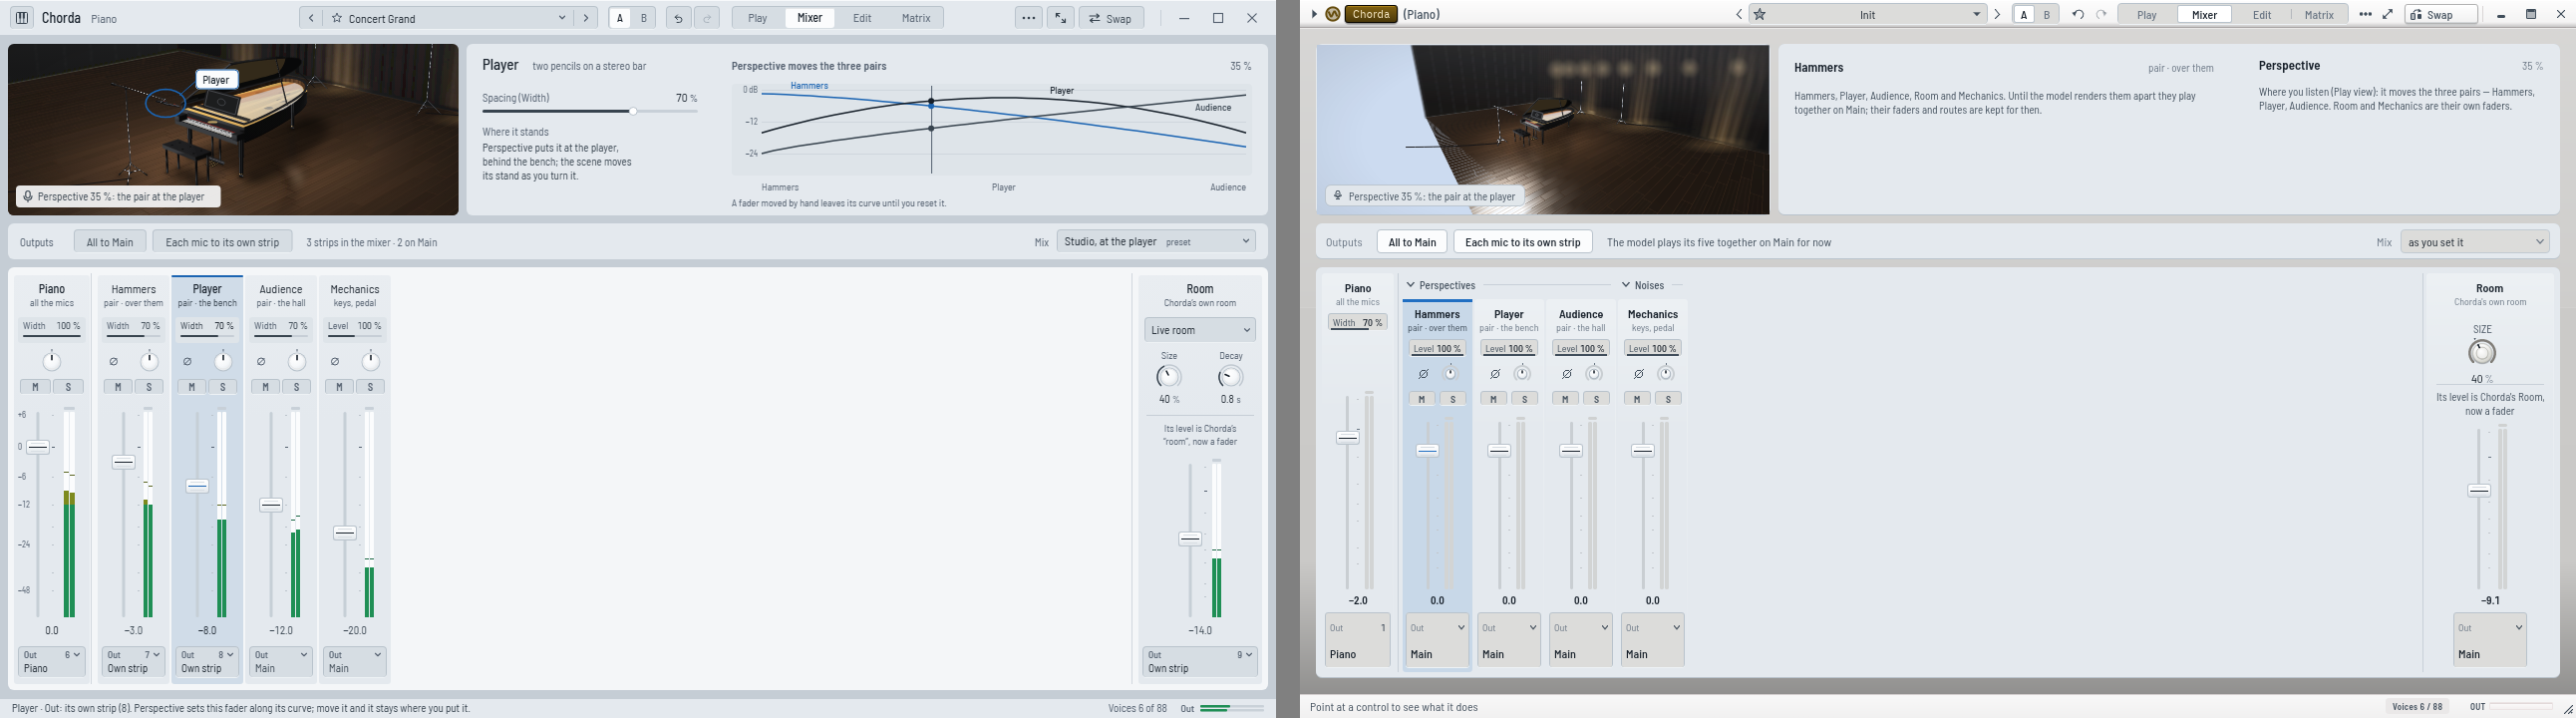 Chorda Piano
Concert Grand
A B
Play Mixer Edit Matrix
Swap
Player
Perspective 35 %: the pair at the player
Player two pencils on a stereo bar
Spacing (Width) 70 %
Where it stands
Perspective puts it at the player,
behind the bench; the scene moves
its stand as you turn it.
Perspective moves the three pairs 35 %
0 dB
−12
−24
Hammers
Player
Audience
Hammers Player Audience
A fader moved by hand leaves its curve until you reset it.
Outputs All to Main Each mic to its own strip 3 strips in the mixer · 2 on Main
Mix Studio, at the player preset
Piano
all the mics
Width 100 %
M S
+6
0
−6
−12
−24
−48
0.0
Out 6
Piano
Hammers
pair · over them
Width 70 %
M S
−3.0
Out 7
Own strip
Player
pair · the bench
Width 70 %
M S
−8.0
Out 8
Own strip
Audience
pair · the hall
Width 70 %
M S
−12.0
Out
Main
Mechanics
keys, pedal
Level 100 %
M S
−20.0
Out
Main
Room
Chorda's own room
Live room
Size Decay
40 % 0.8 s
Its level is Chorda's
"room", now a fader
−14.0
Out 9
Own strip
Player · Out: its own strip (8). Perspective sets this fader along its curve; move it and it stays where you put it.
Voices 6 of 88 Out
Chorda (Piano)
Init
A B
Play Mixer Edit Matrix
Swap
Perspective 35 %: the pair at the player
Hammers pair · over them
Hammers, Player, Audience, Room and Mechanics. Until the model renders them apart they play
together on Main; their faders and routes are kept for then.
Perspective 35 %
Where you listen (Play view): it moves the three pairs — Hammers,
Player, Audience. Room and Mechanics are their own faders.
Outputs All to Main Each mic to its own strip The model plays its five together on Main for now
Mix as you set it
Piano
all the mics
Width 70 %
−2.0
Out 1
Piano
Perspectives
Noises
Hammers
pair · over them
Level 100 %
M S
0.0
Out
Main
Player
pair · the bench
Level 100 %
M S
0.0
Out
Main
Audience
pair · the hall
Level 100 %
M S
0.0
Out
Main
Mechanics
keys, pedal
Level 100 %
M S
0.0
Out
Main
Room
Chorda's own room
SIZE
40 %
Its level is Chorda's Room,
now a fader
−9.1
Out
Main
Point at a control to see what it does
Voices 6 / 88 OUT